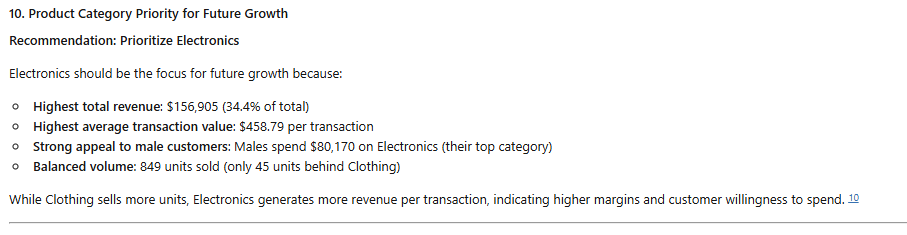 10. Product Category Priority for Future Growth
Recommendation: Prioritize Electronics
Electronics should be the focus for future growth because:
Highest total revenue: $156,905 (34.4% of total)
Highest average transaction value: $458.79 per transaction
Strong appeal to male customers: Males spend $80,170 on Electronics (their top category)
Balanced volume: 849 units sold (only 45 units behind Clothing)
While Clothing sells more units, Electronics generates more revenue per transaction, indicating higher margins and customer willingness to spend. 10